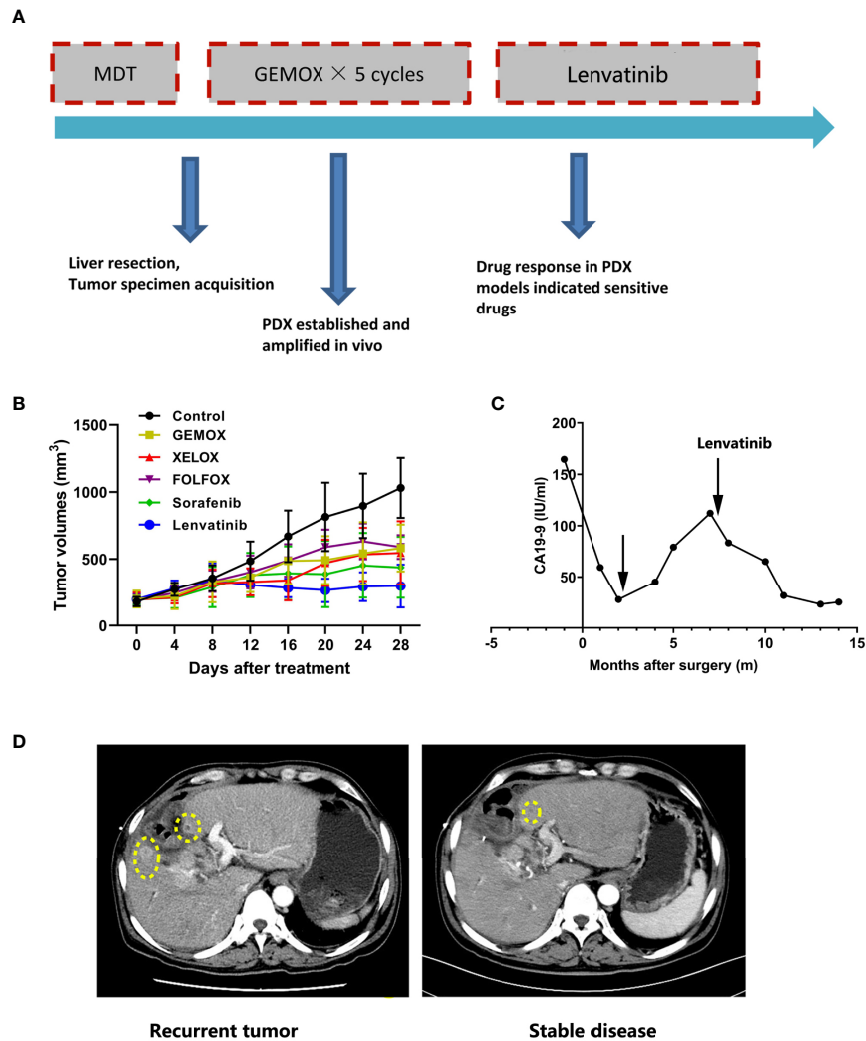 A
MDT
GEMOX × 5 cycles
Lenvatinib
Liver resection,
Tumor specimen acquisition
PDX established and
amplified in vivo
Drug response in PDX
models indicated sensitive
drugs
B
Control
GEMOX
XELOX
FOLFOX
Sorafenib
Lenvatinib
Tumor volumes (mm³)
1500
1000
500
0
0 4 8 12 16 20 24 28
Days after treatment
C
Lenvatinib
CA19-9 (IU/ml)
200
150
100
50
-5 0 5 10 15
Months after surgery (m)
D
Recurrent tumor
Stable disease